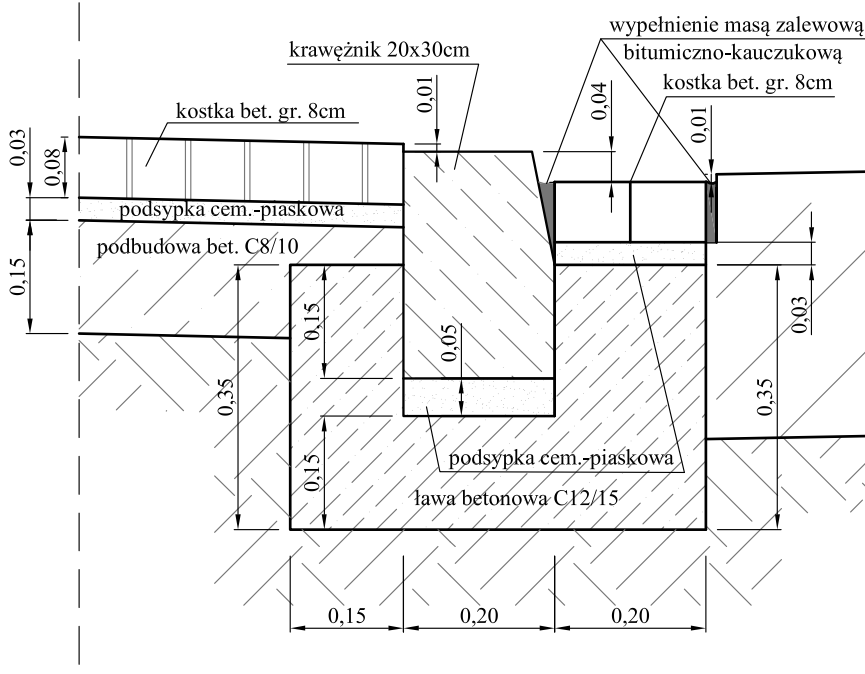 wypełnienie masą zalewową
bitumiczno-kauczukową
krawężnik 20x30cm
kostka bet. gr. 8cm
kostka bet. gr. 8cm
0,01
0,04
0,01
0,03
0,08
podsypka cem.-piaskowa
podbudowa bet. C8/10
0,15
0,15
0,05
0,03
0,35
0,35
0,15
podsypka cem.-piaskowa
ława betonowa C12/15
0,15
0,20
0,20